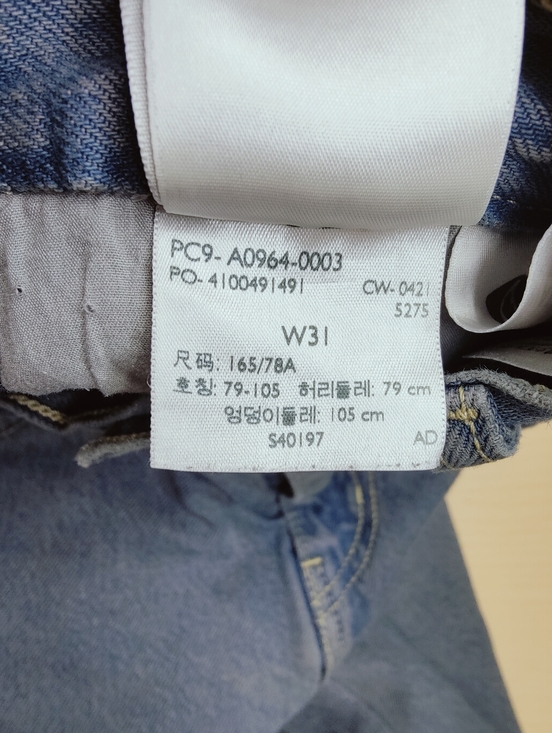 PC9- A0964-0003
PO- 4100491491 CW- 0421
5275
W31
尺码: 165/78A
호칭: 79-105 허리둘레: 79 cm
엉덩이둘레: 105 cm
S40197 AD